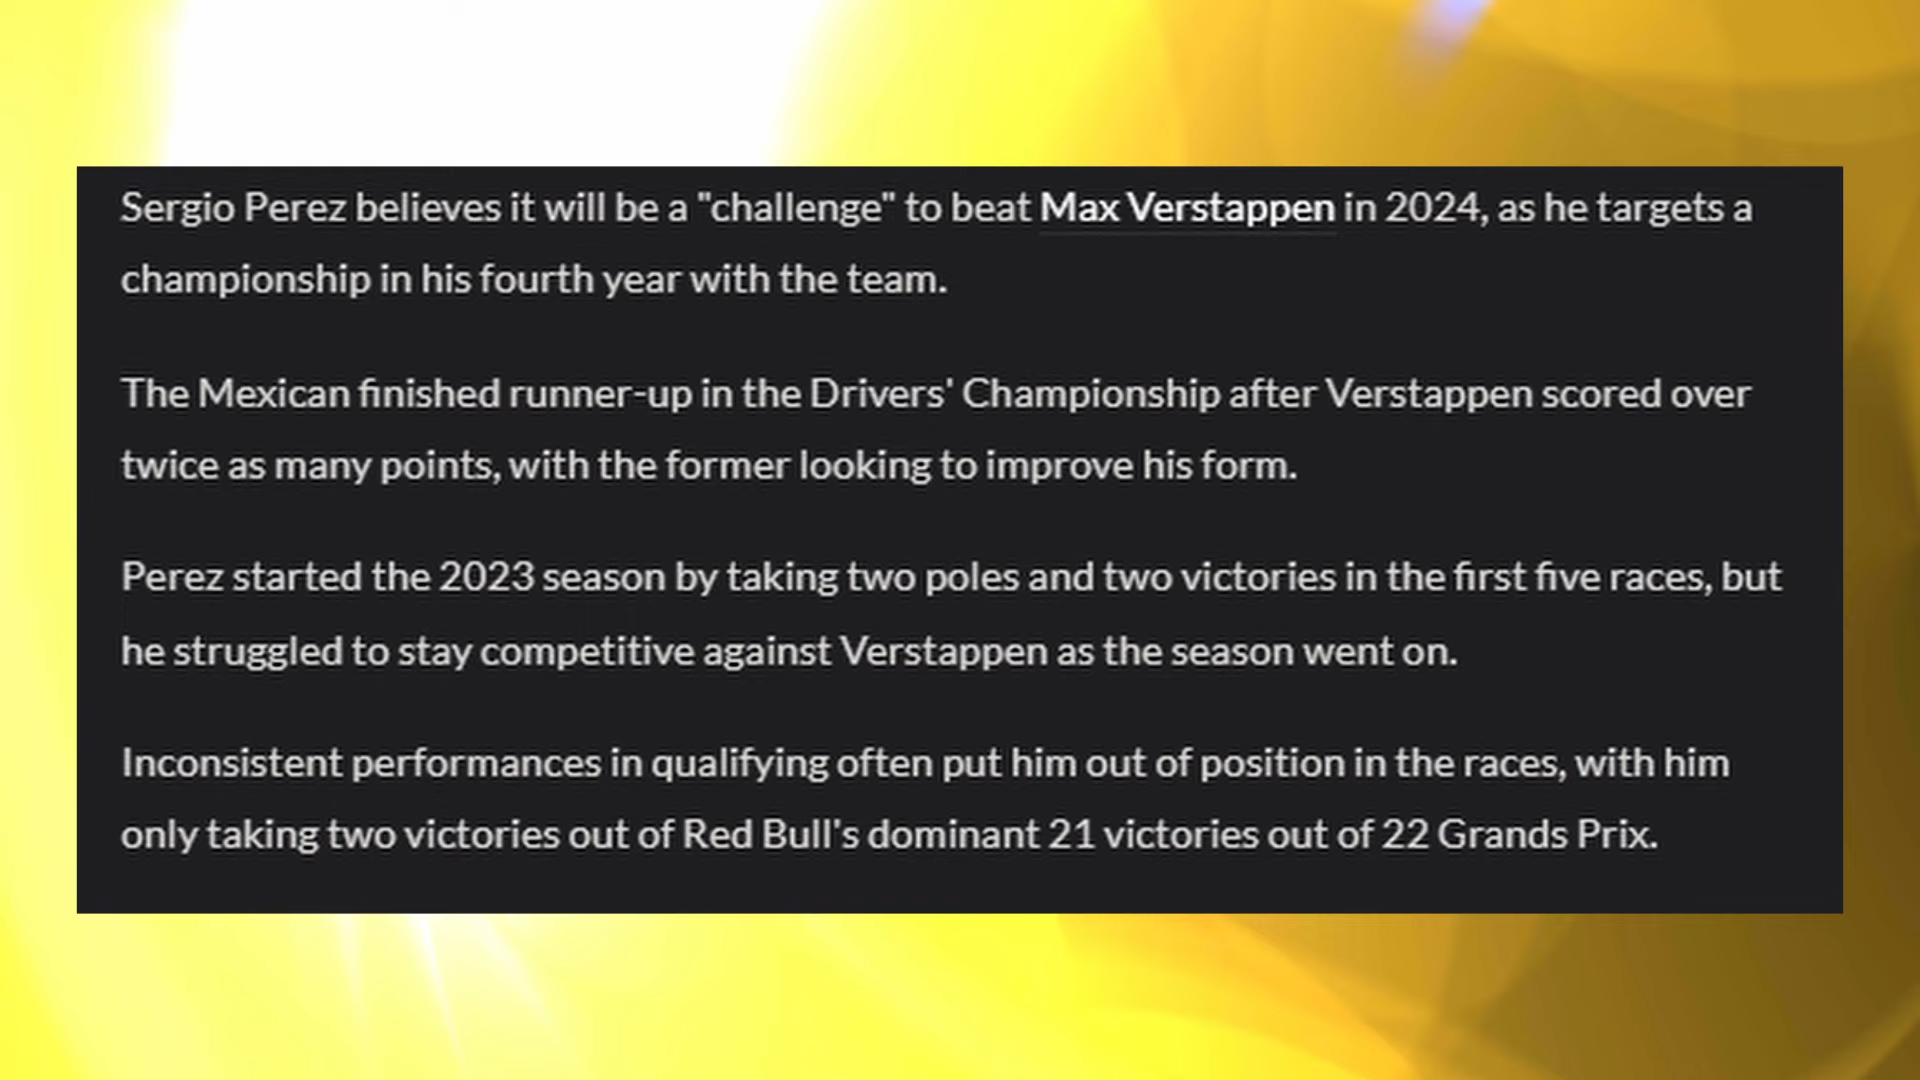 Sergio Perez believes it will be a "challenge" to beat Max Verstappen in 2024, as he targets a
championship in his fourth year with the team.
The Mexican finished runner-up in the Drivers' Championship after Verstappen scored over
twice as many points, with the former looking to improve his form.
Perez started the 2023 season by taking two poles and two victories in the first five races, but
he struggled to stay competitive against Verstappen as the season went on.
Inconsistent performances in qualifying often put him out of position in the races, with him
only taking two victories out of Red Bull's dominant 21 victories out of 22 Grands Prix.